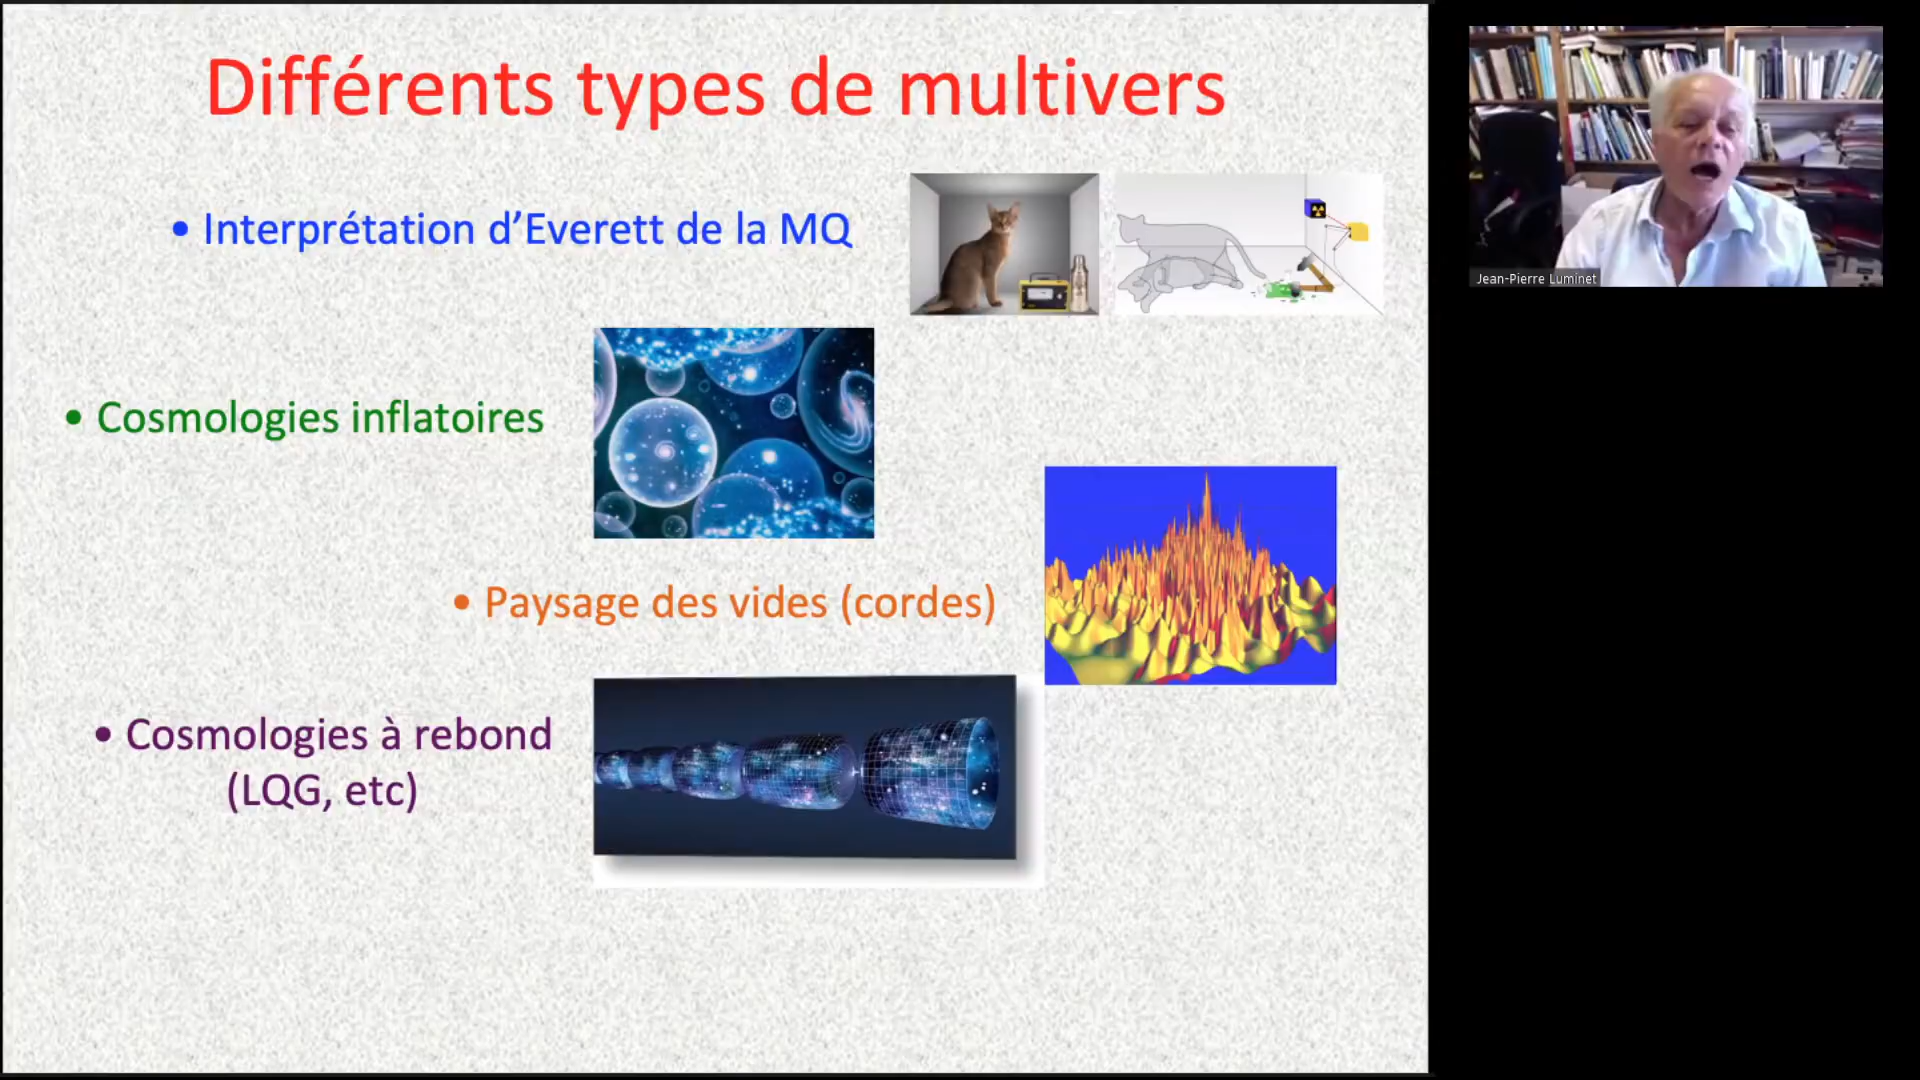 Différents types de multivers
• Interprétation d’Everett de la MQ
• Cosmologies inflatoires
• Paysage des vides (cordes)
• Cosmologies à rebond
(LQG, etc)
Jean-Pierre Luminet